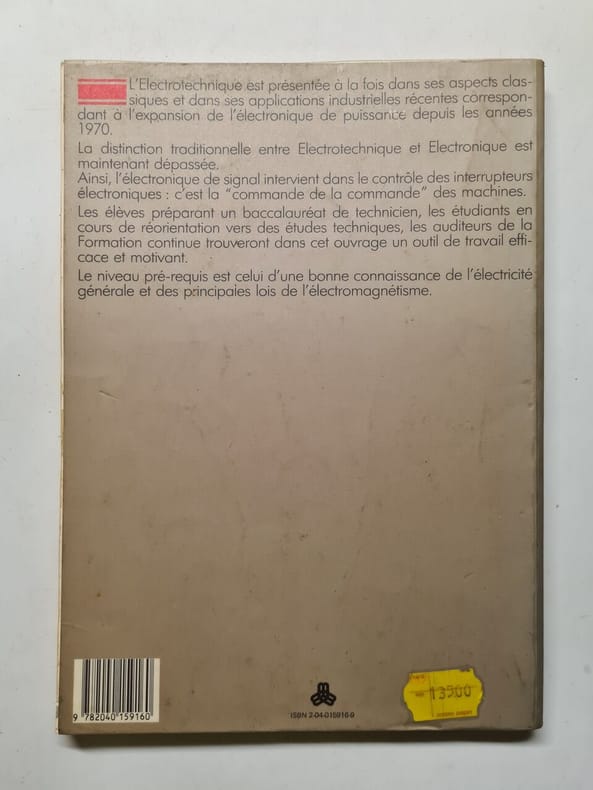 L'Electrotechnique est présentée à la fois dans ses aspects clas-
siques et dans ses applications industrielles récentes correspon-
dant à l'expansion de l'électronique de puissance depuis les années
1970.
La distinction traditionnelle entre Electrotechnique et Electronique est
maintenant dépassée.
Ainsi, l'électronique de signal intervient dans le contrôle des interrupteurs
électroniques : c'est la "commande de la commande" des machines.
Les élèves préparant un baccalauréat de technicien, les étudiants en
cours de réorientation vers des études techniques, les auditeurs de la
Formation continue trouveront dans cet ouvrage un outil de travail effi-
cace et motivant.
Le niveau pré-requis est celui d'une bonne connaissance de l'électricité
générale et des principales lois de l'électromagnétisme.
9 782040 159160
ISBN 2-04-015916-9
13500